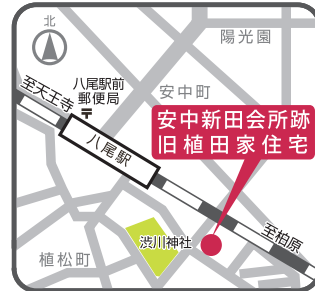 北
陽光園
至天王寺
八尾駅前
郵便局
安中町
安中新田会所跡
旧植田家住宅
八尾駅
至柏原
渋川神社
植松町